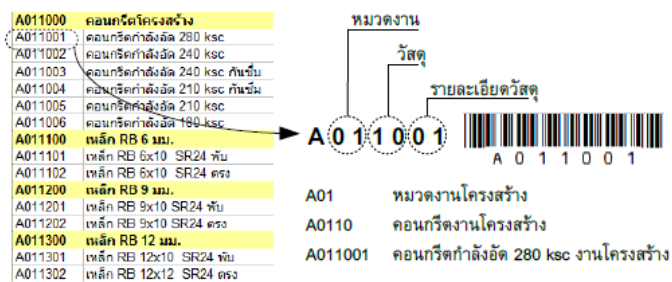 A011000 คอนกรีตโครงสร้าง
A011001 คอนกรีตกำลังอัด 280 ksc
A011002 คอนกรีตกำลังอัด 240 ksc
A011003 คอนกรีตกำลังอัด 240 ksc กันซึม
A011004 คอนกรีตกำลังอัด 210 ksc กันซึม
A011005 คอนกรีตกำลังอัด 210 ksc
A011006 คอนกรีตกำลังอัด 180 ksc
A011100 เหล็ก RB 6 มม.
A011101 เหล็ก RB 6x10 SR24 พับ
A011102 เหล็ก RB 6x10 SR24 ตรง
A011200 เหล็ก RB 9 มม.
A011201 เหล็ก RB 9x10 SR24 พับ
A011202 เหล็ก RB 9x10 SR24 ตรง
A011300 เหล็ก RB 12 มม.
A011301 เหล็ก RB 12x10 SR24 พับ
A011302 เหล็ก RB 12x12 SR24 ตรง
หมวดงาน
วัสดุ
รายละเอียดวัสดุ
A 01 10 01
A 0 1 1 0 0 1
A01 หมวดงานโครงสร้าง
A0110 คอนกรีตงานโครงสร้าง
A011001 คอนกรีตกำลังอัด 280 ksc งานโครงสร้าง